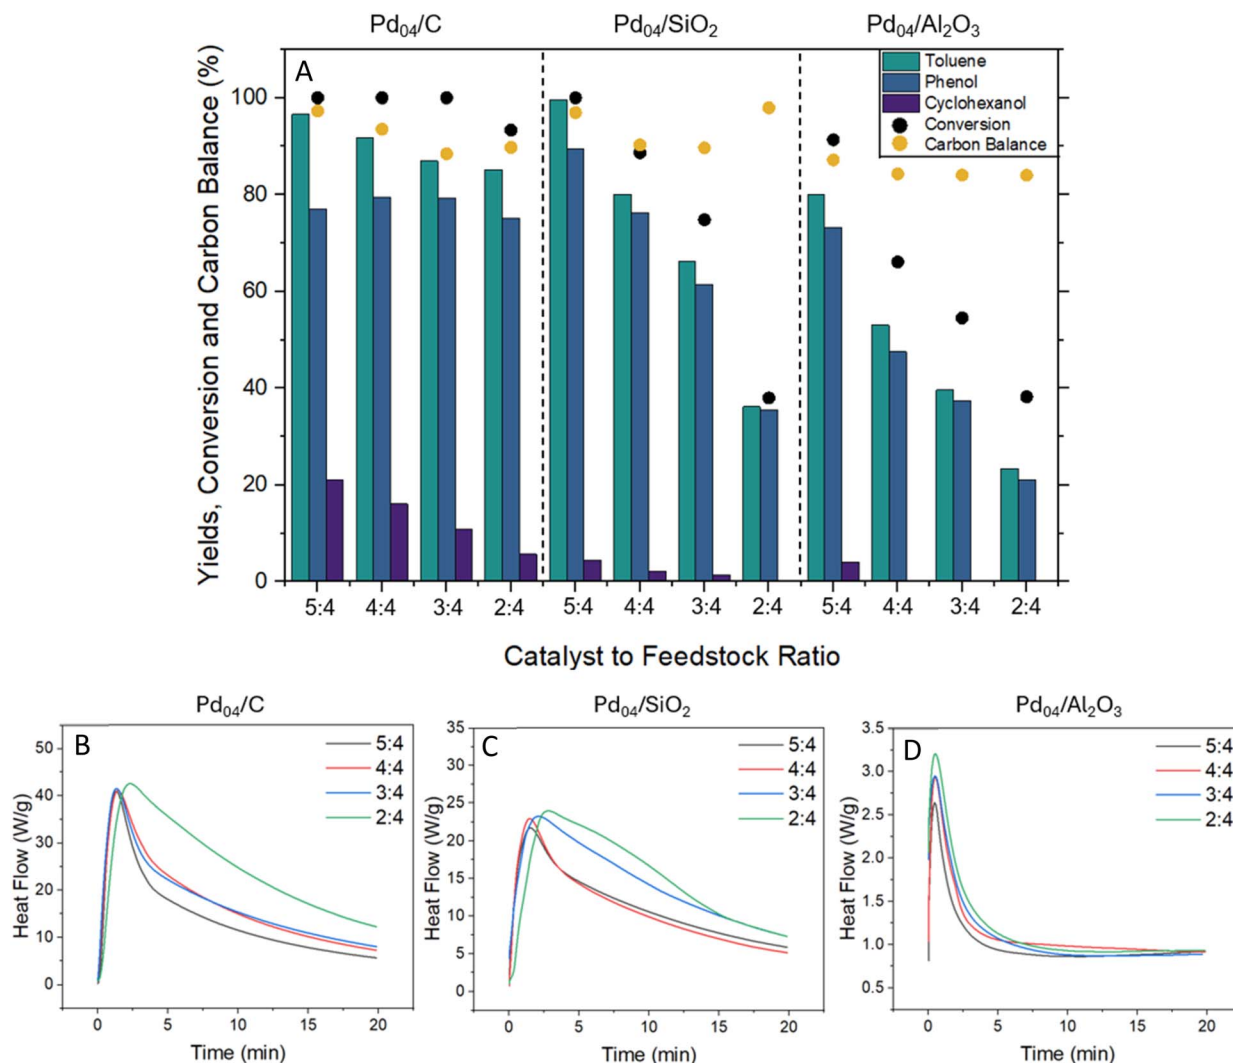 Pd₀₄/C Pd₀₄/SiO₂ Pd₀₄/Al₂O₃
A
Toluene
Phenol
Cyclohexanol
Conversion
Carbon Balance
Yields, Conversion and Carbon Balance (%)
100
80
60
40
20
0
5:4 4:4 3:4 2:4 5:4 4:4 3:4 2:4 5:4 4:4 3:4 2:4
Catalyst to Feedstock Ratio
Pd₀₄/C
B
5:4
4:4
3:4
2:4
Heat Flow (W/g)
50
40
30
20
10
0
0 5 10 15 20
Time (min)
Pd₀₄/SiO₂
C
5:4
4:4
3:4
2:4
Heat Flow (W/g)
35
30
25
20
15
10
5
0
0 5 10 15 20
Time (min)
Pd₀₄/Al₂O₃
D
5:4
4:4
3:4
2:4
Heat Flow (W/g)
3.5
3.0
2.5
2.0
1.5
1.0
0.5
0 5 10 15 20
Time (min)